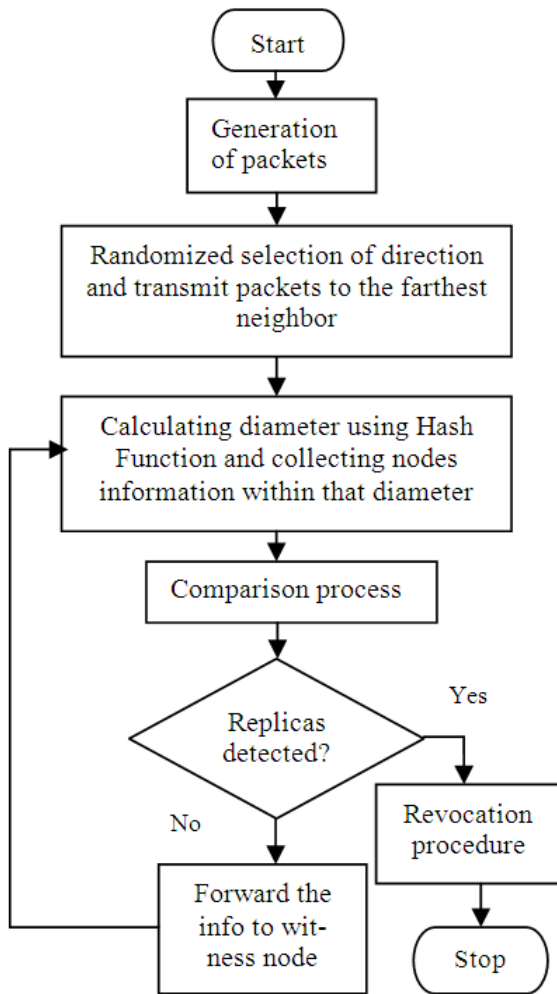 Start
Generation
of packets
Randomized selection of direction
and transmit packets to the farthest
neighbor
Calculating diameter using Hash
Function and collecting nodes
information within that diameter
Comparison process
Replicas
detected?
Yes
No
Revocation
procedure
Forward the
info to wit-
ness node
Stop